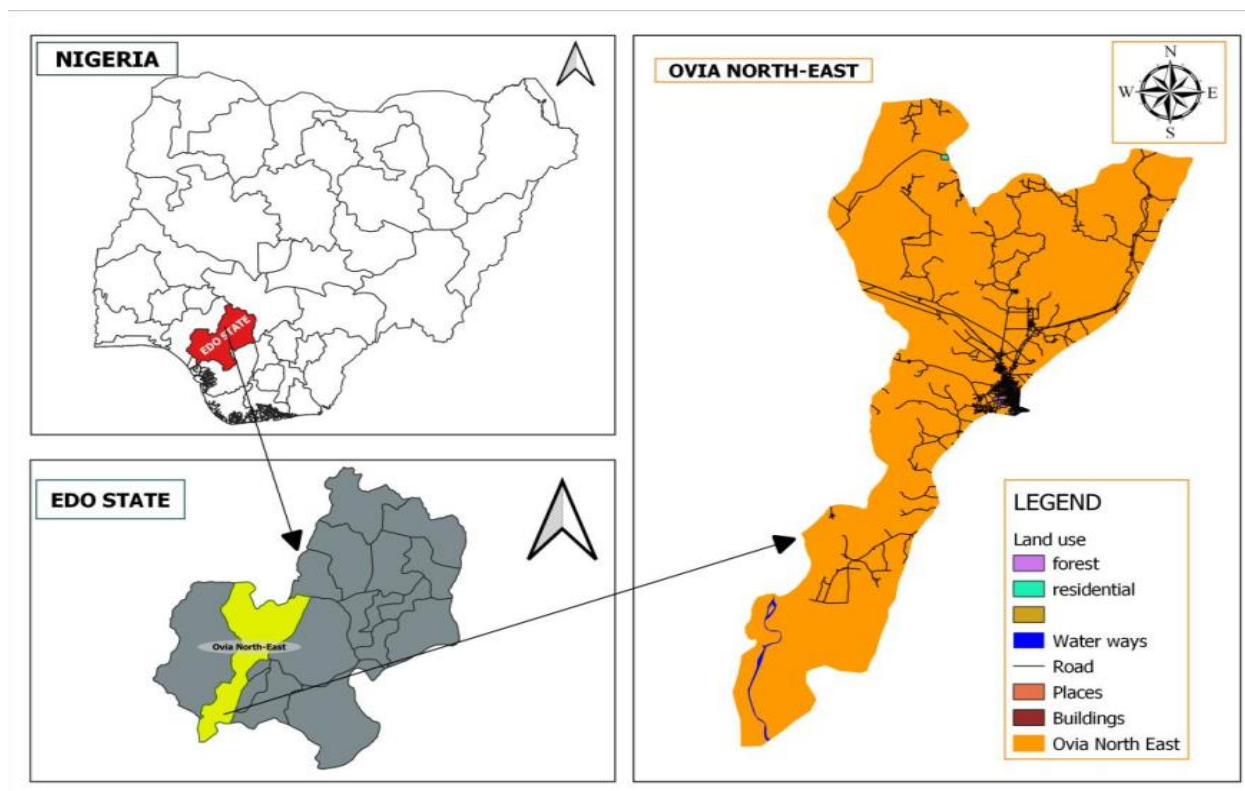 NIGERIA
EDO STATE
EDO STATE
Ovia North-East
OVIA NORTH-EAST
N
W
E
S
LEGEND
Land use
forest
residential
Water ways
Road
Places
Buildings
Ovia North East